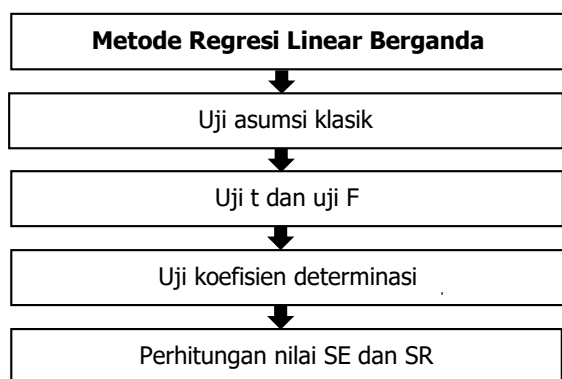 Metode Regresi Linear Berganda
Uji asumsi klasik
Uji t dan uji F
Uji koefisien determinasi
Perhitungan nilai SE dan SR